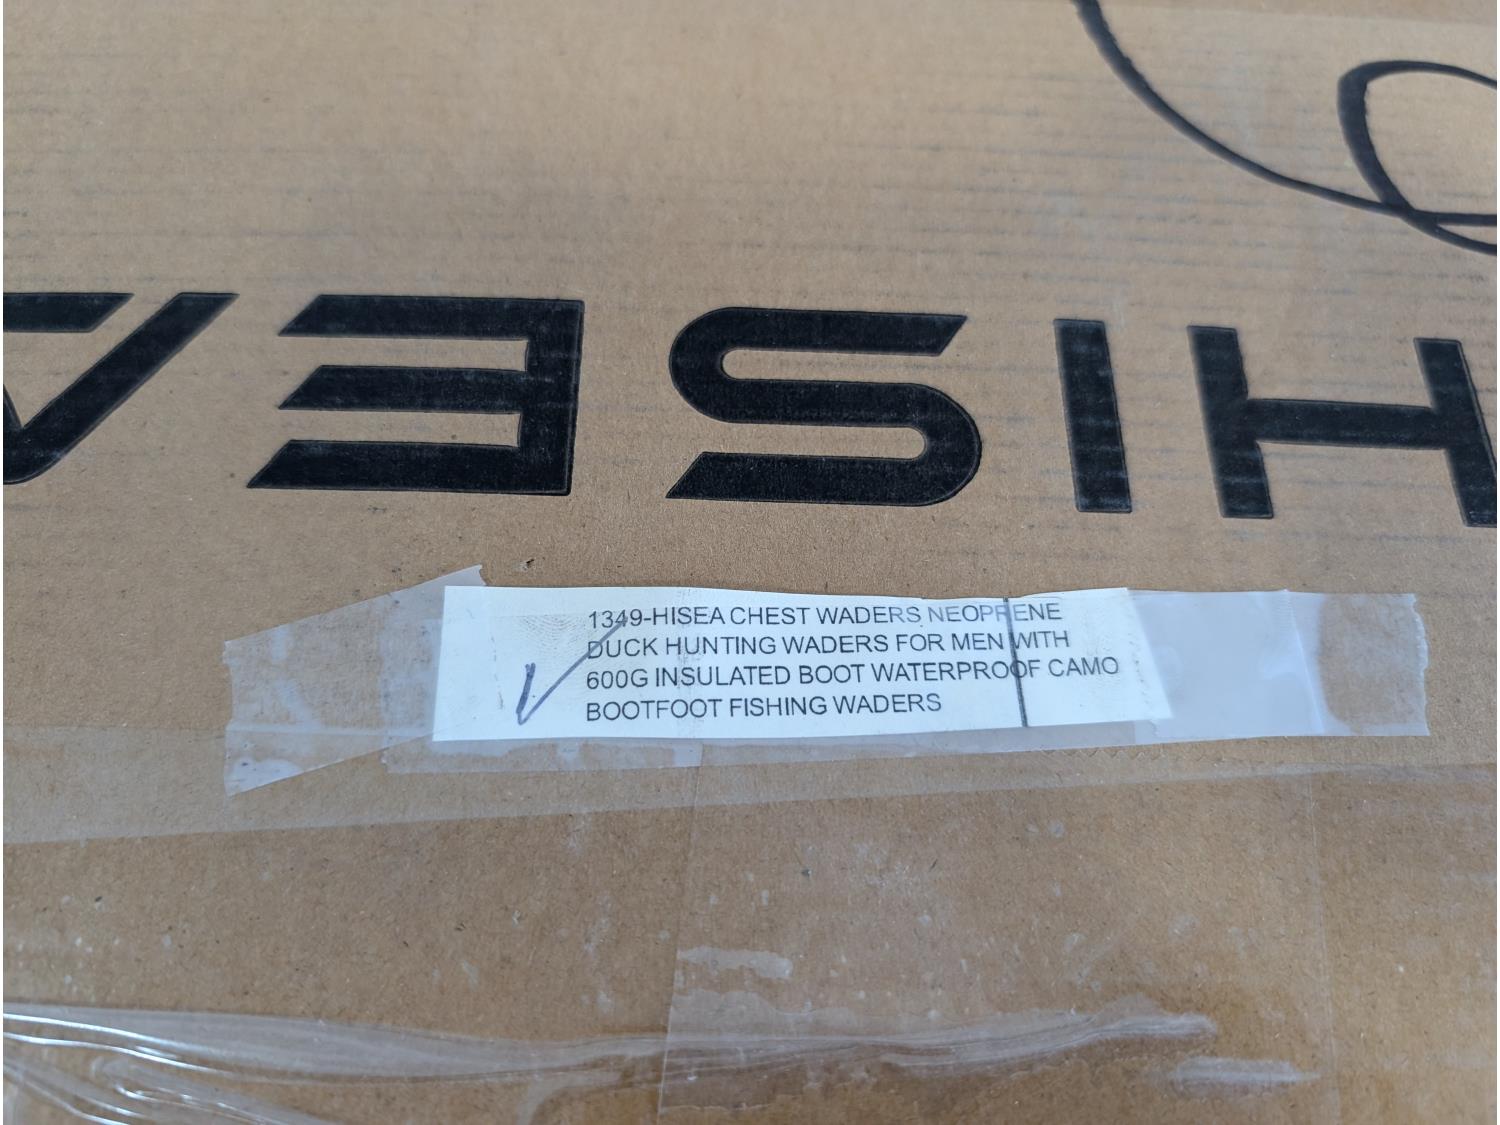 HISEA
1349-HISEA CHEST WADERS NEOPRENE
DUCK HUNTING WADERS FOR MEN WITH
600G INSULATED BOOT WATERPROOF CAMO
BOOTFOOT FISHING WADERS